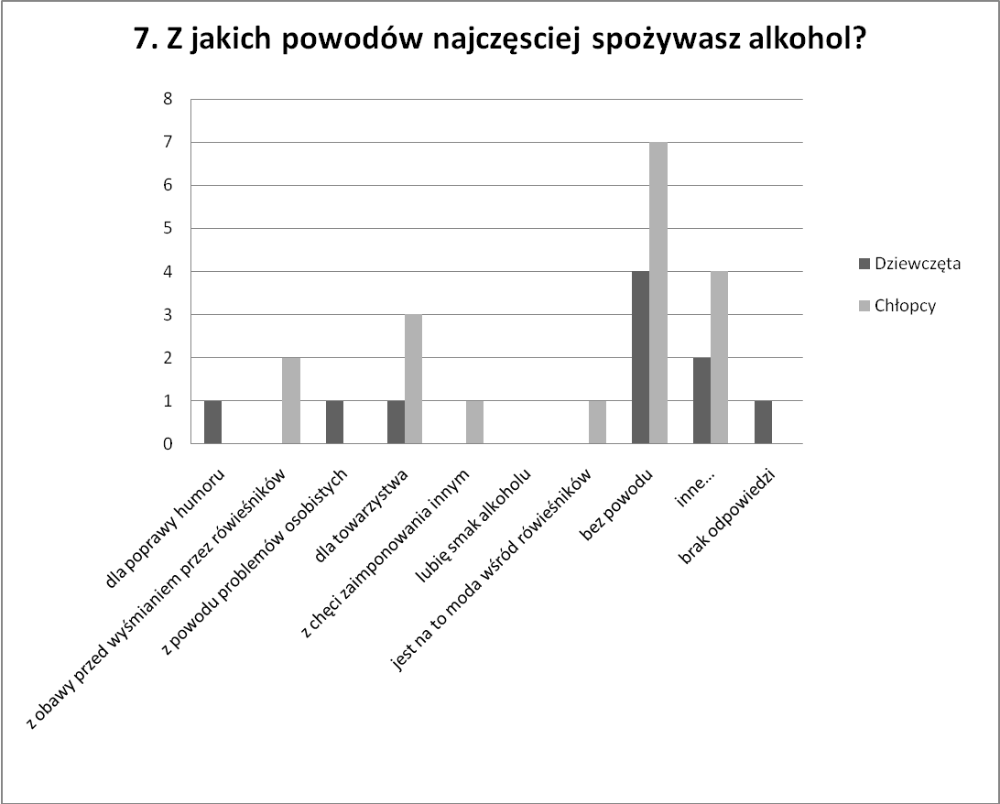 7. Z jakich powodów najczęsciej spożywasz alkohol?
8
7
6
5
4
3
2
1
0
dla poprawy humoru
z obawy przed wyśmianiem przez rówieśników
z powodu problemów osobistych
dla towarzystwa
z chęci zaimponowania innym
lubię smak alkoholu
jest na to moda wśród rówieśników
bez powodu
inne...
brak odpowiedzi
Dziewczęta
Chłopcy